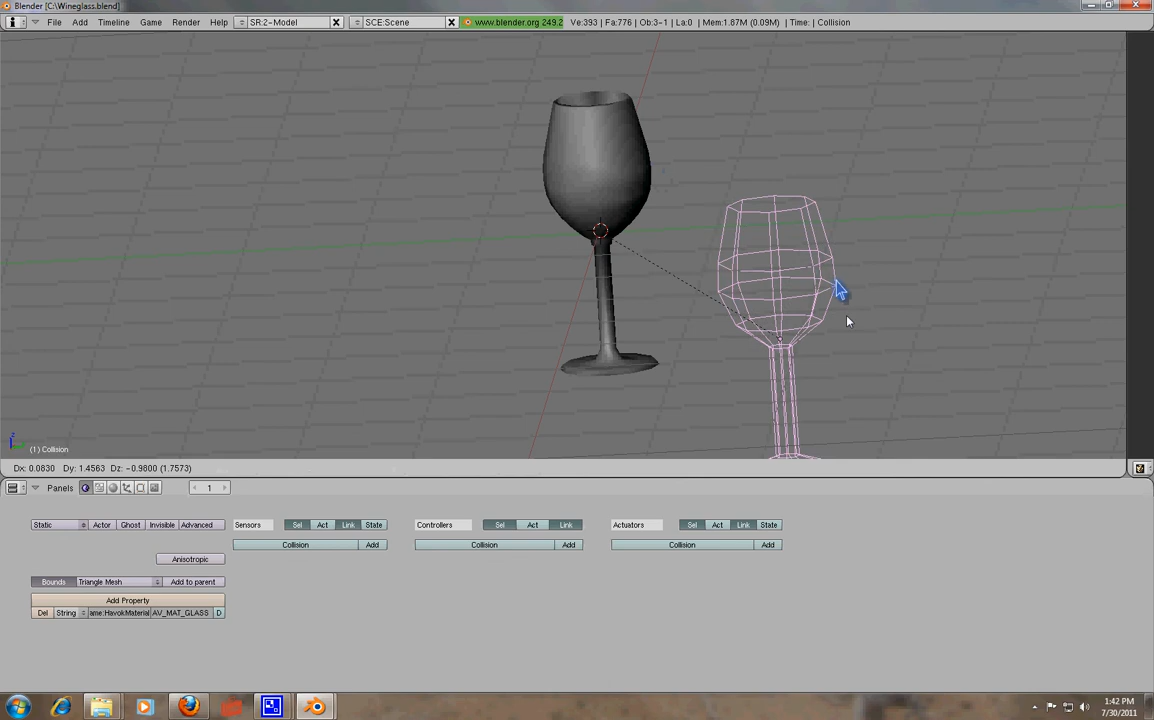 Blender [C:\Wineglass.blend]
File Add Timeline Game Render Help SR:2-Model SCE:Scene www.blender.org 249.2 Ve:393 | Fa:776 | Ob:3-1 | La:0 | Mem:1.87M (0.09M) | Time: | Collision
(1) Collision
Dx: 0.0830 Dy: 1.4563 Dz: -0.9800 (1.7573)
Panels 1
Static Actor Ghost Invisible Advanced Sensors Sel Act Link State Controllers Sel Act Link Actuators Sel Act Link State
Collision Add Collision Add Collision Add
Anisotropic
Bounds Triangle Mesh Add to parent
Add Property
Del String ame:HavokMaterial AV_MAT_GLASS D
1:42 PM
7/30/2011